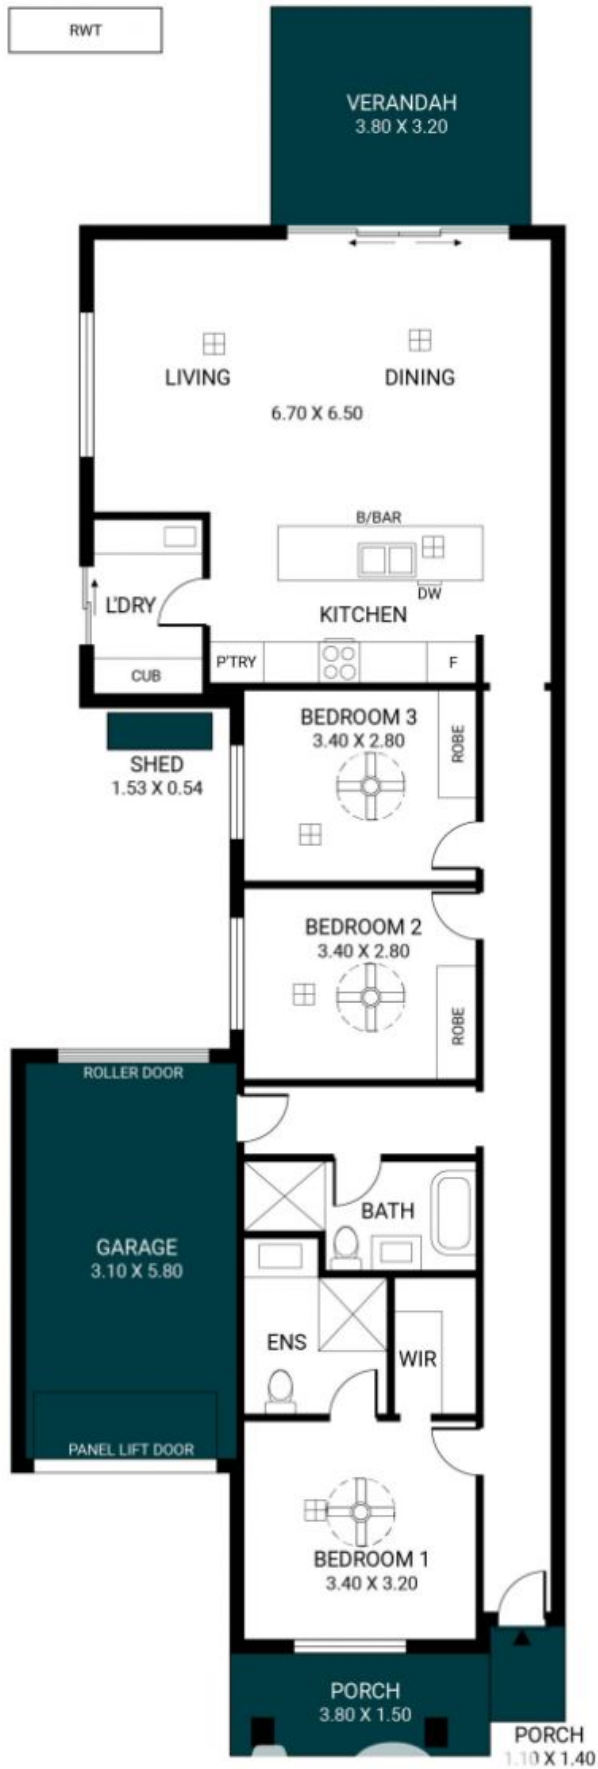 RWT
VERANDAH
3.80 X 3.20
LIVING
DINING
6.70 X 6.50
B/BAR
DW
L'DRY
KITCHEN
P'TRY
F
CUB
BEDROOM 3
3.40 X 2.80
ROBE
SHED
1.53 X 0.54
BEDROOM 2
3.40 X 2.80
ROBE
ROLLER DOOR
BATH
GARAGE
3.10 X 5.80
ENS
WIR
PANEL LIFT DOOR
BEDROOM 1
3.40 X 3.20
PORCH
3.80 X 1.50
PORCH
1.10 X 1.40